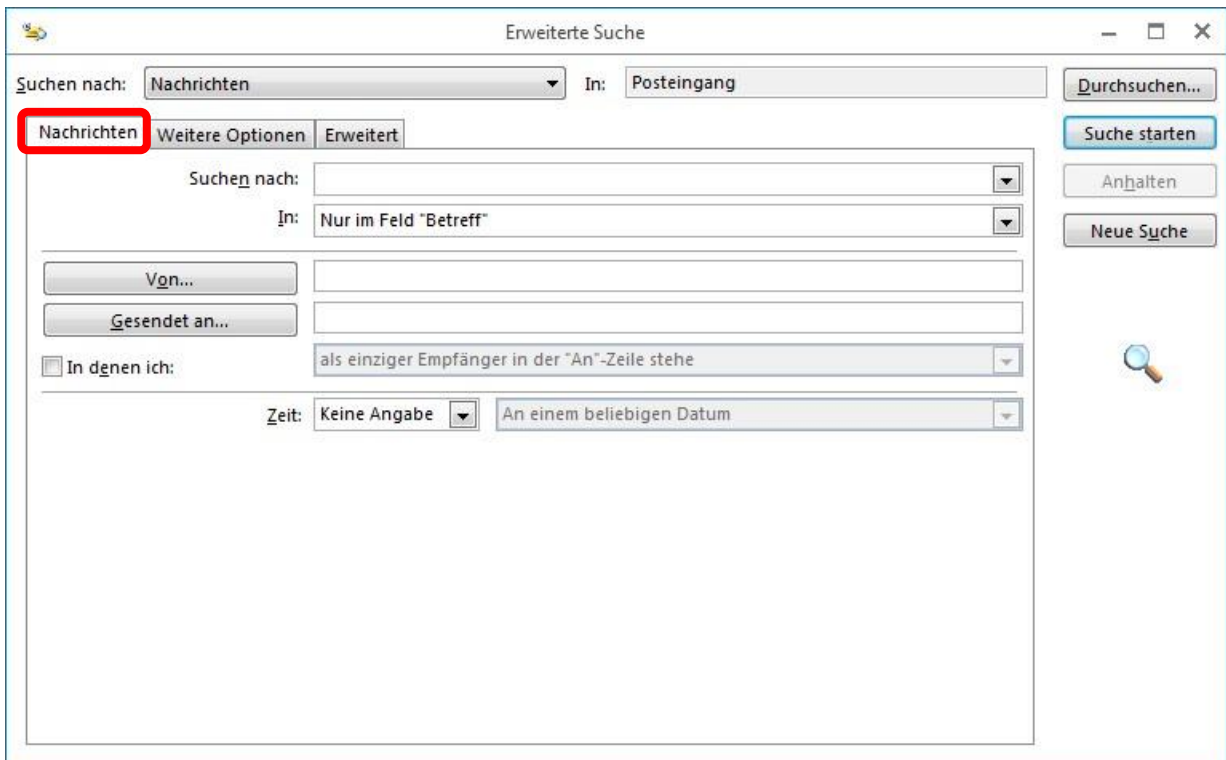 Erweiterte Suche
Suchen nach: Nachrichten In: Posteingang Durchsuchen...
Nachrichten Weitere Optionen Erweitert Suche starten
Suchen nach: Anhalten
In: Nur im Feld "Betreff" Neue Suche
Von...
Gesendet an...
In denen ich: als einziger Empfänger in der "An"-Zeile stehe
Zeit: Keine Angabe An einem beliebigen Datum